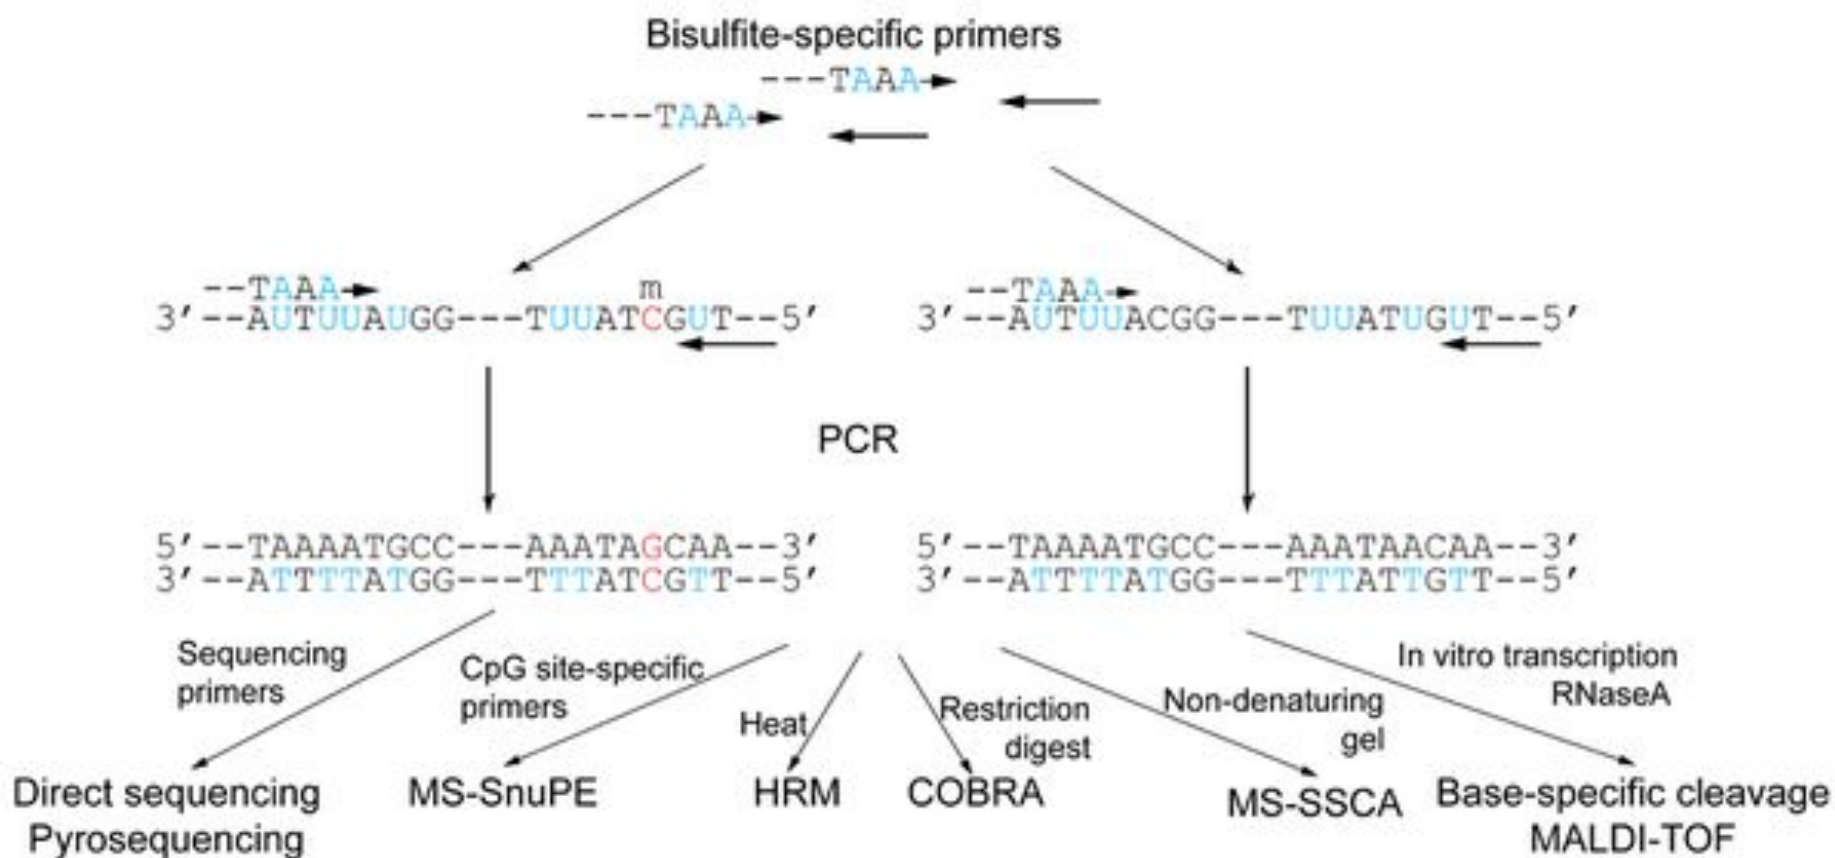 Bisulfite-specific primers
---TAAA
---TAAA
--TAAA
m
3′--AUTUUAUGG---TUUATCGUT--5′
--TAAA
3′--AUTUUACGG---TUUATUGUT--5′
PCR
5′--TAAAATGCC---AAATAGCAA--3′
3′--ATTTTATGG---TTTATCGTT--5′
5′--TAAAATGCC---AAATAACAA--3′
3′--ATTTTATGG---TTTATTGTT--5′
Sequencing
primers
CpG site-specific
primers
Heat
Restriction
digest
Non-denaturing
gel
In vitro transcription
RNaseA
Direct sequencing
Pyrosequencing
MS-SnuPE
HRM
COBRA
MS-SSCA
Base-specific cleavage
MALDI-TOF